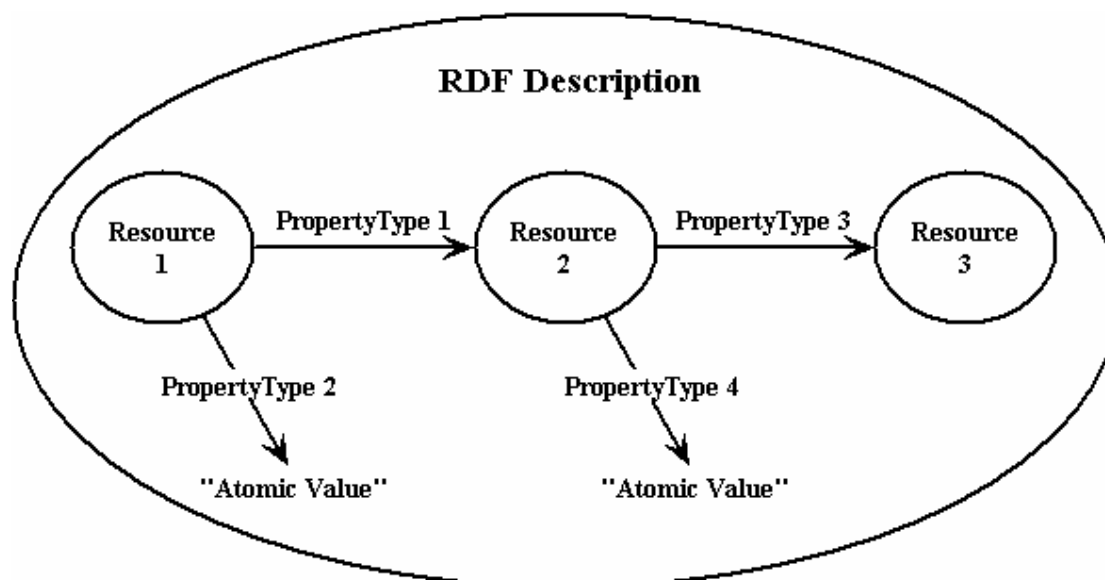 RDF Description
PropertyType 1
PropertyType 3
Resource
1
Resource
2
Resource
3
PropertyType 2
PropertyType 4
"Atomic Value"
"Atomic Value"